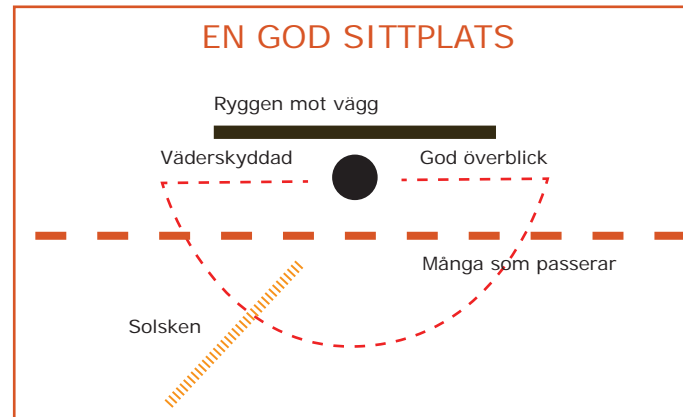 EN GOD SITTPLATS
Ryggen mot vägg
Väderskyddad
God överblick
Många som passerar
Solsken